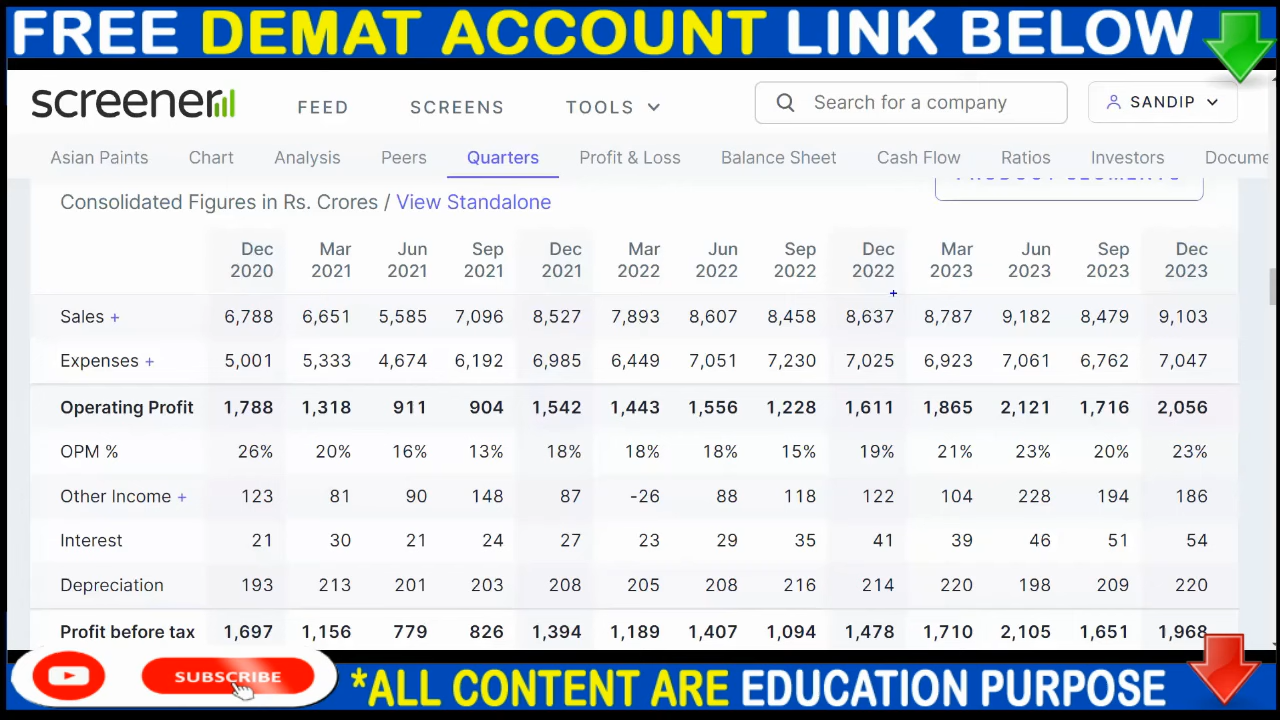 FREE DEMAT ACCOUNT LINK BELOW
screener FEED SCREENS TOOLS Search for a company SANDIP
Asian Paints Chart Analysis Peers Quarters Profit & Loss Balance Sheet Cash Flow Ratios Investors Docume
PRODUCT SEGMENTS
Consolidated Figures in Rs. Crores / View Standalone
Dec Mar Jun Sep Dec Mar Jun Sep Dec Mar Jun Sep Dec
2020 2021 2021 2021 2021 2022 2022 2022 2022 2023 2023 2023 2023
Sales + 6,788 6,651 5,585 7,096 8,527 7,893 8,607 8,458 8,637 8,787 9,182 8,479 9,103
Expenses + 5,001 5,333 4,674 6,192 6,985 6,449 7,051 7,230 7,025 6,923 7,061 6,762 7,047
Operating Profit 1,788 1,318 911 904 1,542 1,443 1,556 1,228 1,611 1,865 2,121 1,716 2,056
OPM % 26% 20% 16% 13% 18% 18% 18% 15% 19% 21% 23% 20% 23%
Other Income + 123 81 90 148 87 -26 88 118 122 104 228 194 186
Interest 21 30 21 24 27 23 29 35 41 39 46 51 54
Depreciation 193 213 201 203 208 205 208 216 214 220 198 209 220
Profit before tax 1,697 1,156 779 826 1,394 1,189 1,407 1,094 1,478 1,710 2,105 1,651 1,968
SUBSCRIBE
*ALL CONTENT ARE EDUCATION PURPOSE